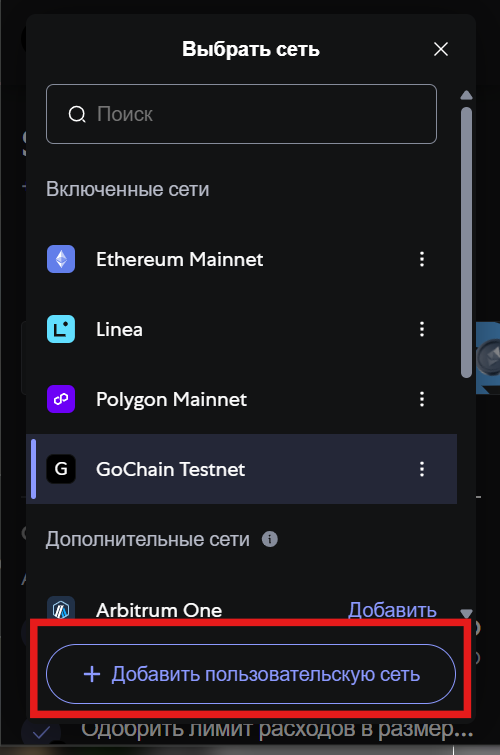 Выбрать сеть
Поиск
Включенные сети
Ethereum Mainnet
Linea
Polygon Mainnet
G GoChain Testnet
Дополнительные сети
Arbitrum One Добавить
+ Добавить пользовательскую сеть
Одобрить лимит расходов в размер...